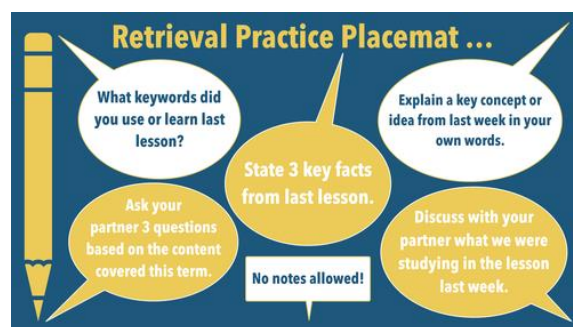 Retrieval Practice Placemat ...
What keywords did
you use or learn last
lesson?
Explain a key concept or
idea from last week in your
own words.
State 3 key facts
from last lesson.
Ask your
partner 3 questions
based on the content
covered this term.
Discuss with your
partner what we were
studying in the lesson
last week.
No notes allowed!